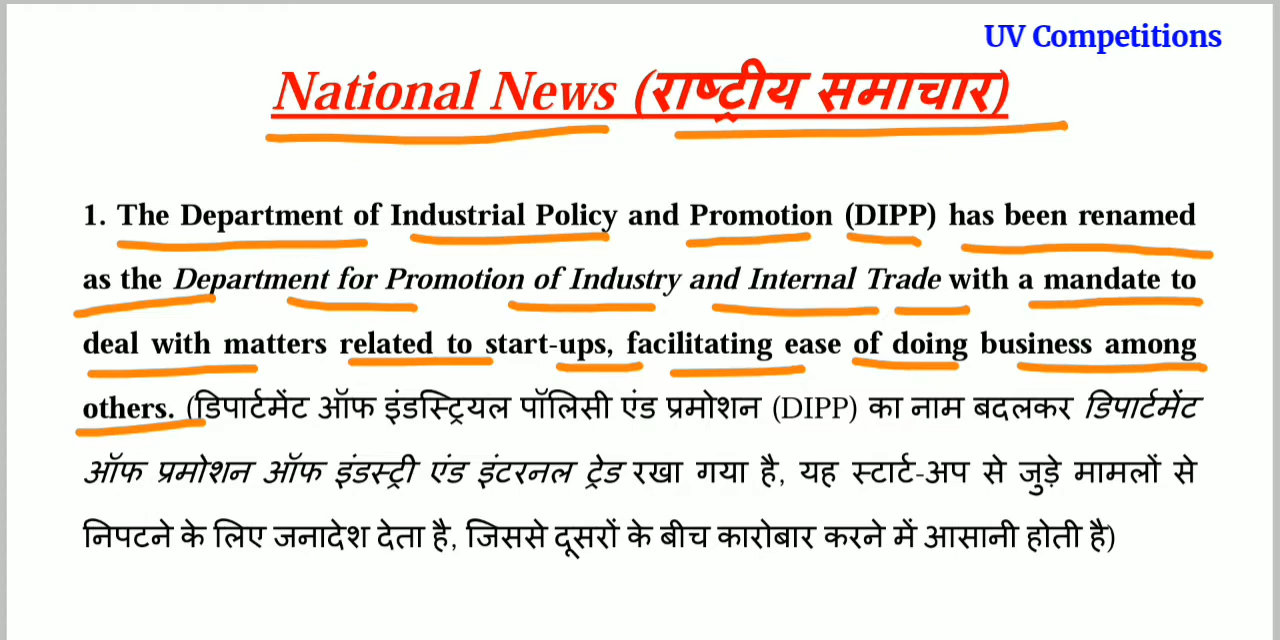 UV Competitions
National News (राष्ट्रीय समाचार)
1. The Department of Industrial Policy and Promotion (DIPP) has been renamed
as the Department for Promotion of Industry and Internal Trade with a mandate to
deal with matters related to start-ups, facilitating ease of doing business among
others. (डिपार्टमेंट ऑफ इंडस्ट्रियल पॉलिसी एंड प्रमोशन (DIPP) का नाम बदलकर डिपार्टमेंट
ऑफ प्रमोशन ऑफ इंडस्ट्री एंड इंटरनल ट्रेड रखा गया है, यह स्टार्ट-अप से जुड़े मामलों से
निपटने के लिए जनादेश देता है, जिससे दूसरों के बीच कारोबार करने में आसानी होती है)